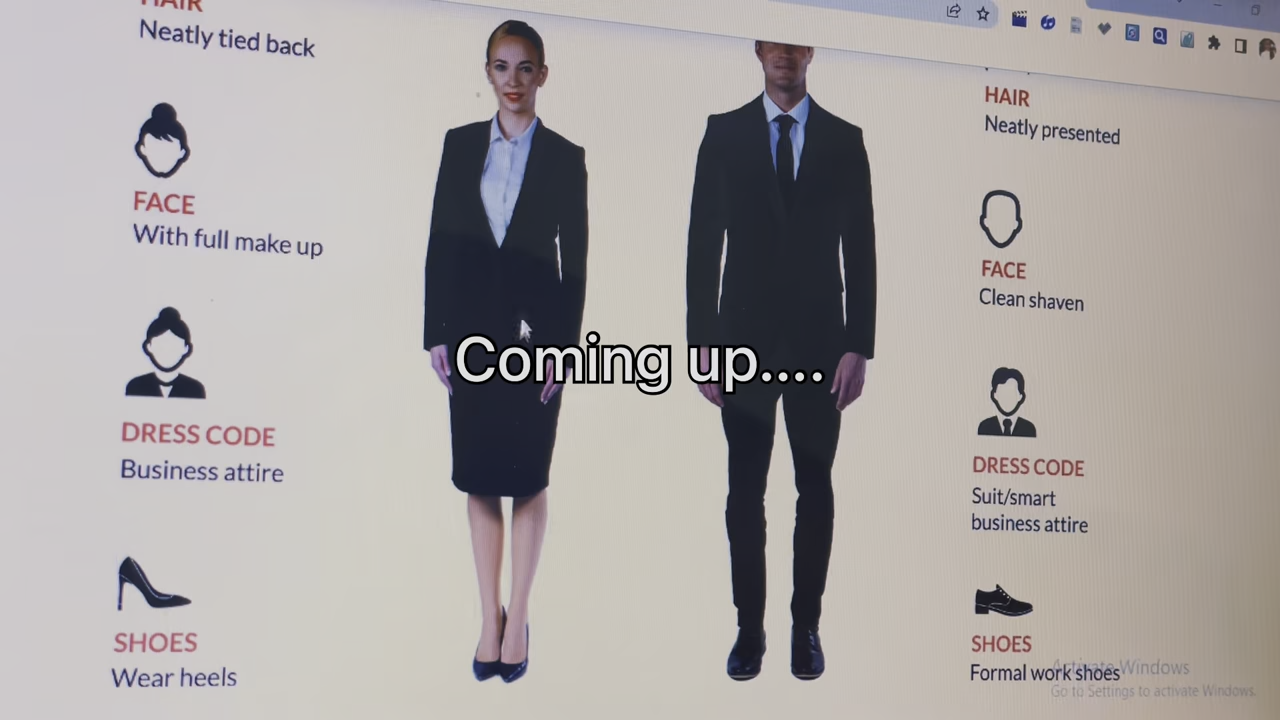 HAIR
Neatly tied back
FACE
With full make up
DRESS CODE
Business attire
SHOES
Wear heels
Coming up....
HAIR
Neatly presented
FACE
Clean shaven
DRESS CODE
Suit/smart
business attire
SHOES
Formal work shoes
Activate Windows
Go to Settings to activate Windows.